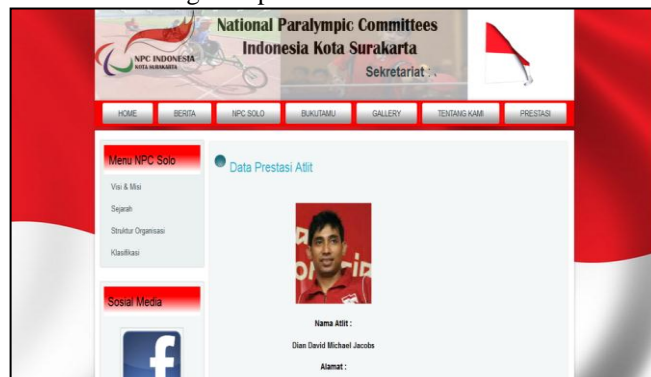 National Paralympic Committees
Indonesia Kota Surakarta
Sekretariat : .
NPC INDONESIA
KOTA SURAKARTA
HOME
BERITA
NPC SOLO
BUKUTAMU
GALLERY
TENTANG KAMI
PRESTASI
Menu NPC Solo
Visi & Misi
Sejarah
Struktur Organisasi
Klasifikasi
Sosial Media
f
Data Prestasi Atlit
Nama Atlit :
Dian David Michael Jacobs
Alamat :